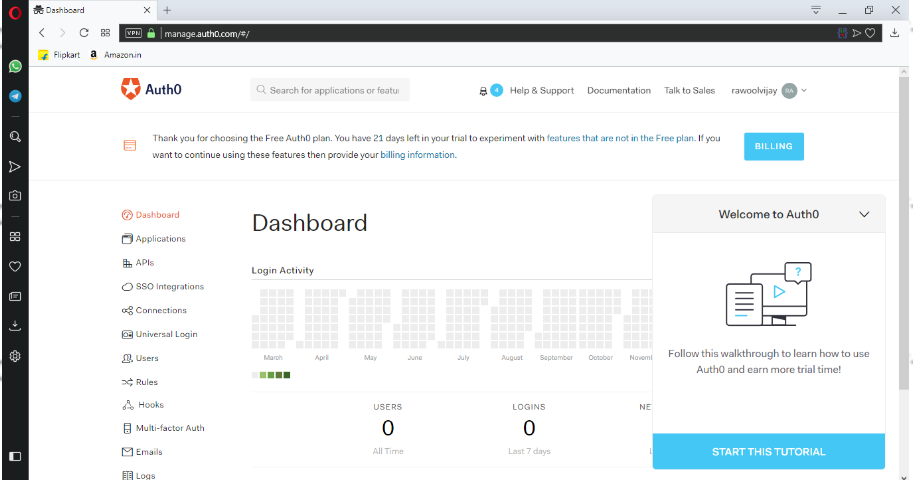 Dashboard
VPN
manage.auth0.com/#/
Flipkart
Amazon.in
Auth0
Search for applications or featu
4
Help & Support
Documentation
Talk to Sales
rawoolvijay
RA
Thank you for choosing the Free Auth0 plan. You have 21 days left in your trial to experiment with features that are not in the Free plan. If you
want to continue using these features then provide your billing information.
BILLING
Dashboard
Applications
APIs
SSO Integrations
Connections
Universal Login
Users
Rules
Hooks
Multi-factor Auth
Emails
Logs
Dashboard
Login Activity
March April May June July August September October Novem
USERS
0
All Time
LOGINS
0
Last 7 days
NE
L
Welcome to Auth0
?
Follow this walkthrough to learn how to use
Auth0 and earn more trial time!
START THIS TUTORIAL